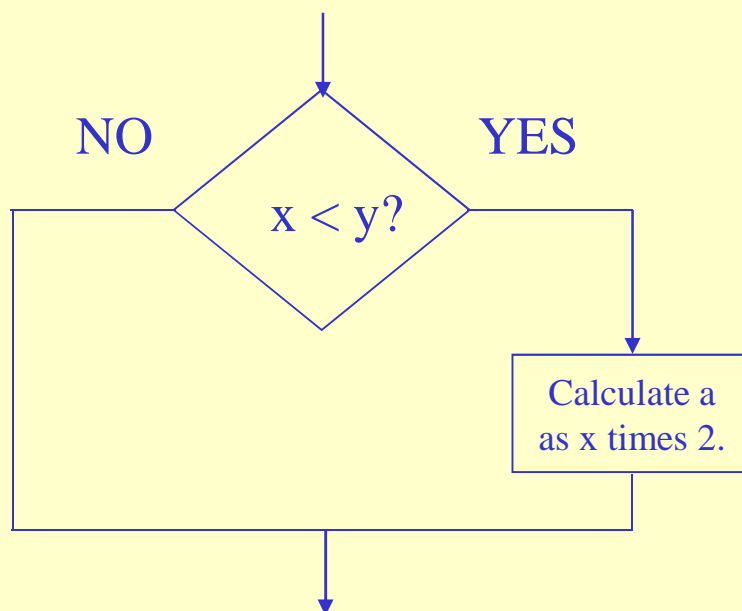 NO
YES
x < y?
Calculate a
as x times 2.